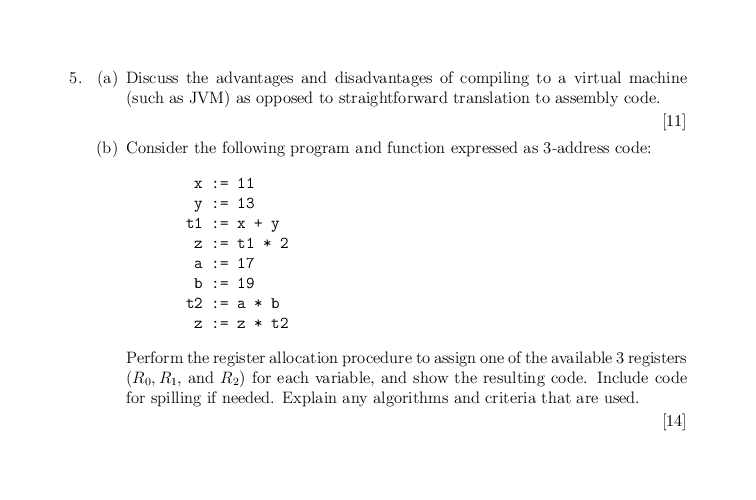 5. (a) Discuss the advantages and disadvantages of compiling to a virtual machine
(such as JVM) as opposed to straightforward translation to assembly code.
[11]
(b) Consider the following program and function expressed as 3-address code:
x := 11
y := 13
t1 := x + y
z := t1 * 2
a := 17
b := 19
t2 := a * b
z := z * t2
Perform the register allocation procedure to assign one of the available 3 registers
(R0, R1, and R2) for each variable, and show the resulting code. Include code
for spilling if needed. Explain any algorithms and criteria that are used.
[14]